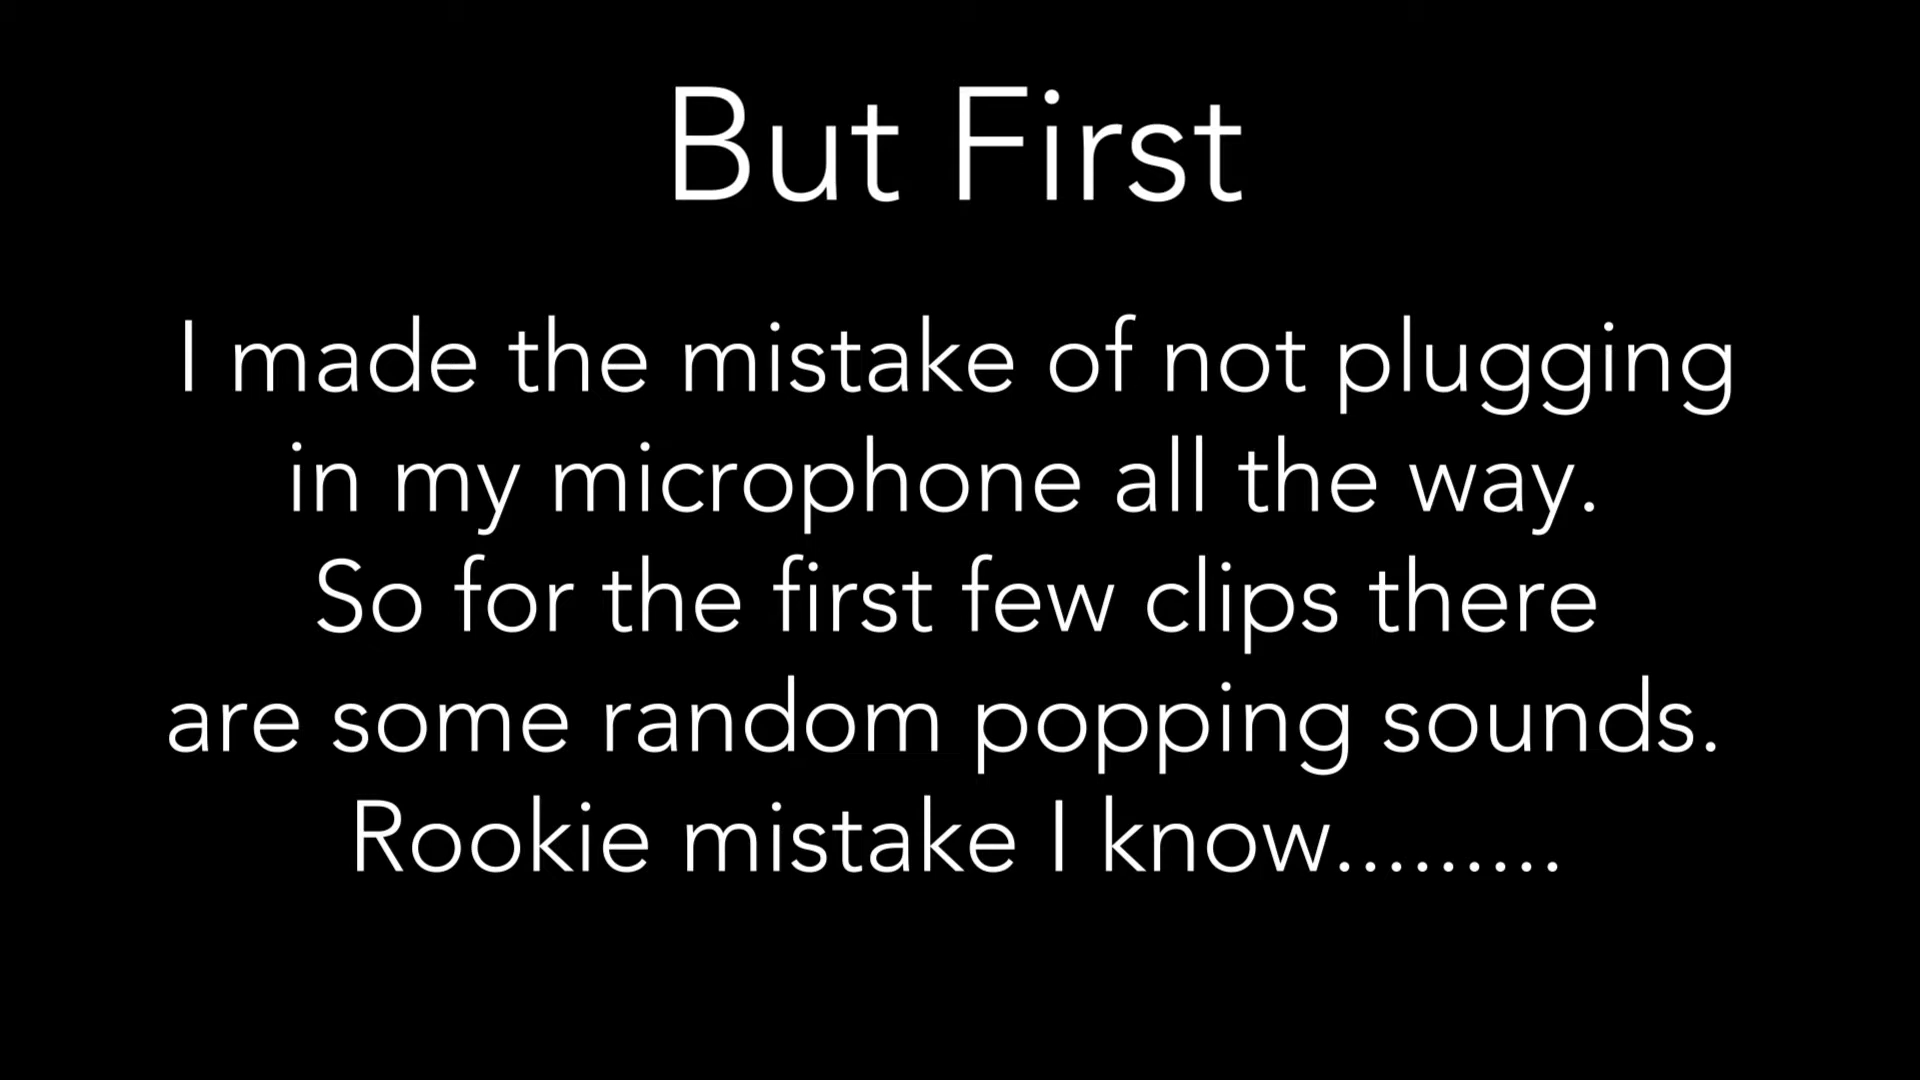 But First
I made the mistake of not plugging
in my microphone all the way.
So for the first few clips there
are some random popping sounds.
Rookie mistake I know.........